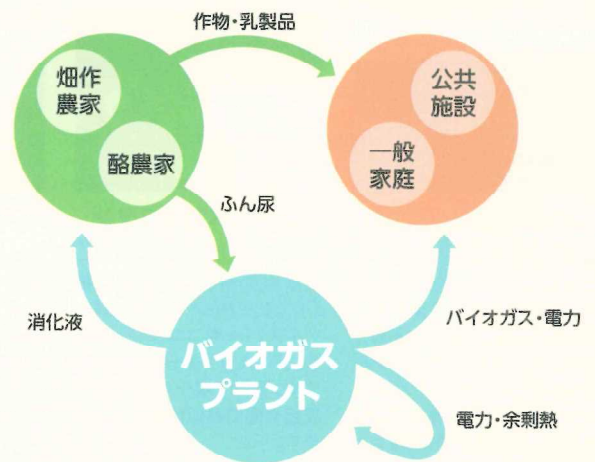 作物・乳製品
畑作
農家
酪農家
公共
施設
一般
家庭
ふん尿
消化液
バイオガス・電力
バイオガス
プラント
電力・余剰熱